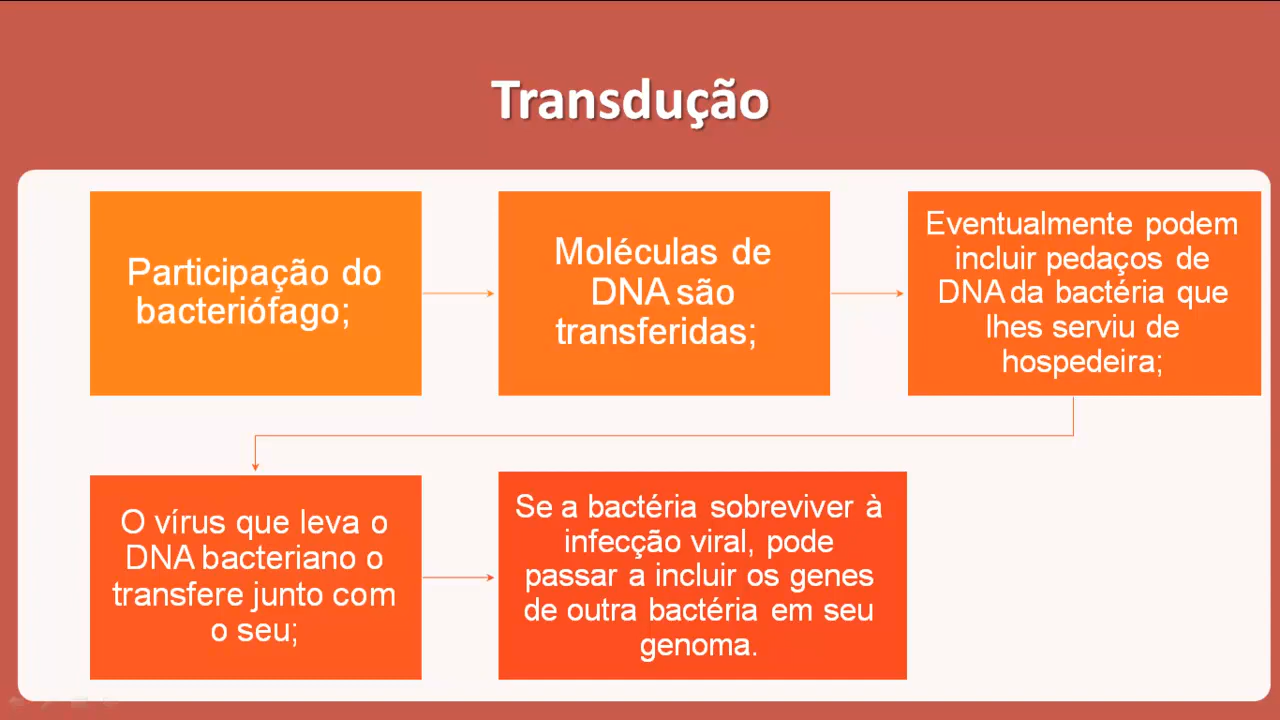 Transdução
Participação do
bacteriófago;
Moléculas de
DNA são
transferidas;
Eventualmente podem
incluir pedaços de
DNA da bactéria que
lhes serviu de
hospedeira;
O vírus que leva o
DNA bacteriano o
transfere junto com
o seu;
Se a bactéria sobreviver à
infecção viral, pode
passar a incluir os genes
de outra bactéria em seu
genoma.